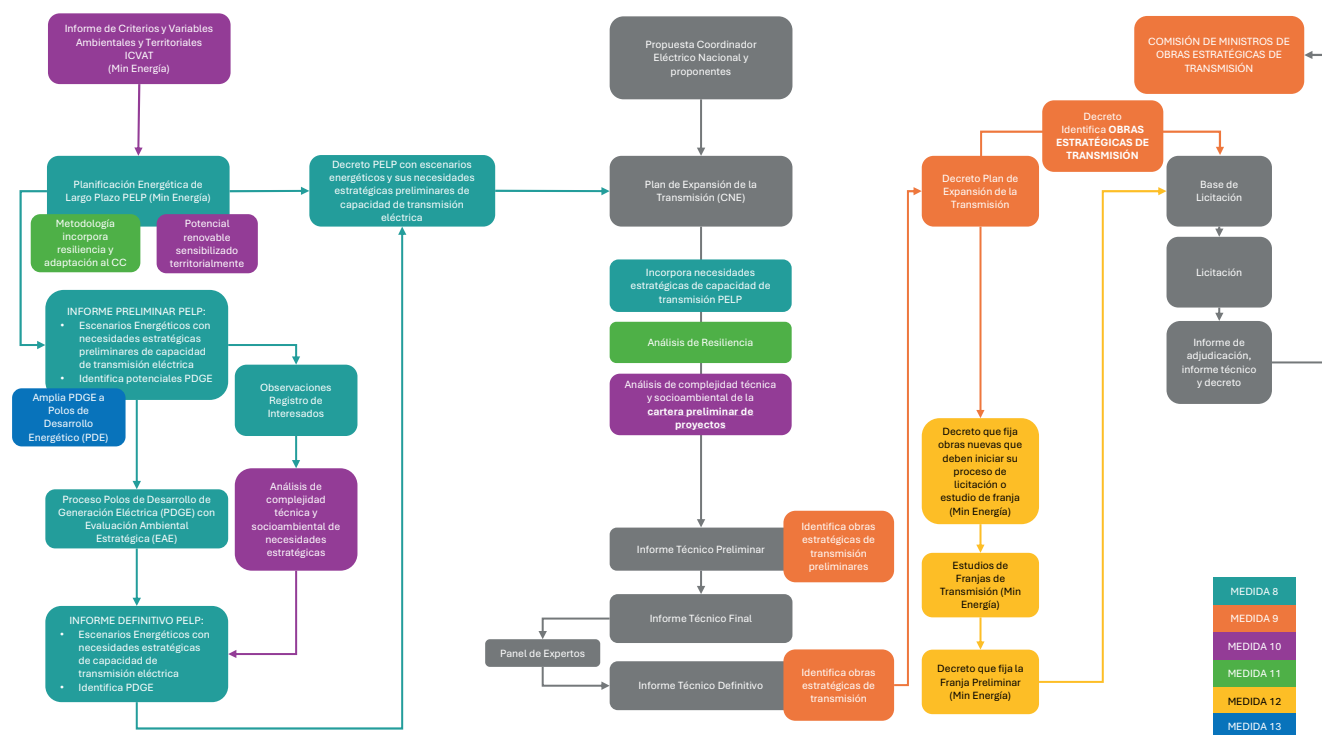 Informe de Criterios y Variables
Ambientales y Territoriales
ICVAT
(Min Energía)
Planificación Energética de
Largo Plazo PELP (Min Energía)
Metodología
incorpora
resiliencia y
adaptación al CC
Potencial
renovable
sensibilizado
territorialmente
INFORME PRELIMINAR PELP:
• Escenarios Energéticos con
necesidades estratégicas
preliminares de capacidad
de transmisión eléctrica
• Identifica potenciales PDGE
Amplia PDGE a
Polos de
Desarrollo
Energético (PDE)
Observaciones
Registro de
Interesados
Proceso Polos de Desarrollo de
Generación Eléctrica (PDGE) con
Evaluación Ambiental
Estratégica (EAE)
Análisis de
complejidad
técnica y
socioambiental de
necesidades
estratégicas
INFORME DEFINITIVO PELP:
• Escenarios Energéticos con
necesidades estratégicas
de capacidad de
transmisión eléctrica
• Identifica PDGE
Decreto PELP con escenarios
energéticos y sus necesidades
estratégicas preliminares de
capacidad de transmisión
eléctrica
Propuesta Coordinador
Eléctrico Nacional y
proponentes
Plan de Expansión de la
Transmisión (CNE)
Incorpora necesidades
estratégicas de capacidad de
transmisión PELP
Análisis de Resiliencia
Análisis de complejidad técnica
y socioambiental de la
cartera preliminar de
proyectos
Informe Técnico Preliminar
Identifica obras
estratégicas de
transmisión
preliminares
Informe Técnico Final
Panel de Expertos
Informe Técnico Definitivo
Identifica obras
estratégicas de
transmisión
Decreto Plan de
Expansión de la
Transmisión
Decreto
Identifica OBRAS
ESTRATÉGICAS DE
TRANSMISIÓN
COMISIÓN DE MINISTROS DE
OBRAS ESTRATÉGICAS DE
TRANSMISIÓN
Base de
Licitación
Licitación
Informe de
adjudicación,
informe técnico
y decreto
Decreto que fija
obras nuevas que
deben iniciar su
proceso de
licitación o
estudio de franja
(Min Energía)
Estudios de
Franjas de
Transmisión (Min
Energía)
Decreto que fija la
Franja Preliminar
(Min Energía)
MEDIDA 8
MEDIDA 9
MEDIDA 10
MEDIDA 11
MEDIDA 12
MEDIDA 13